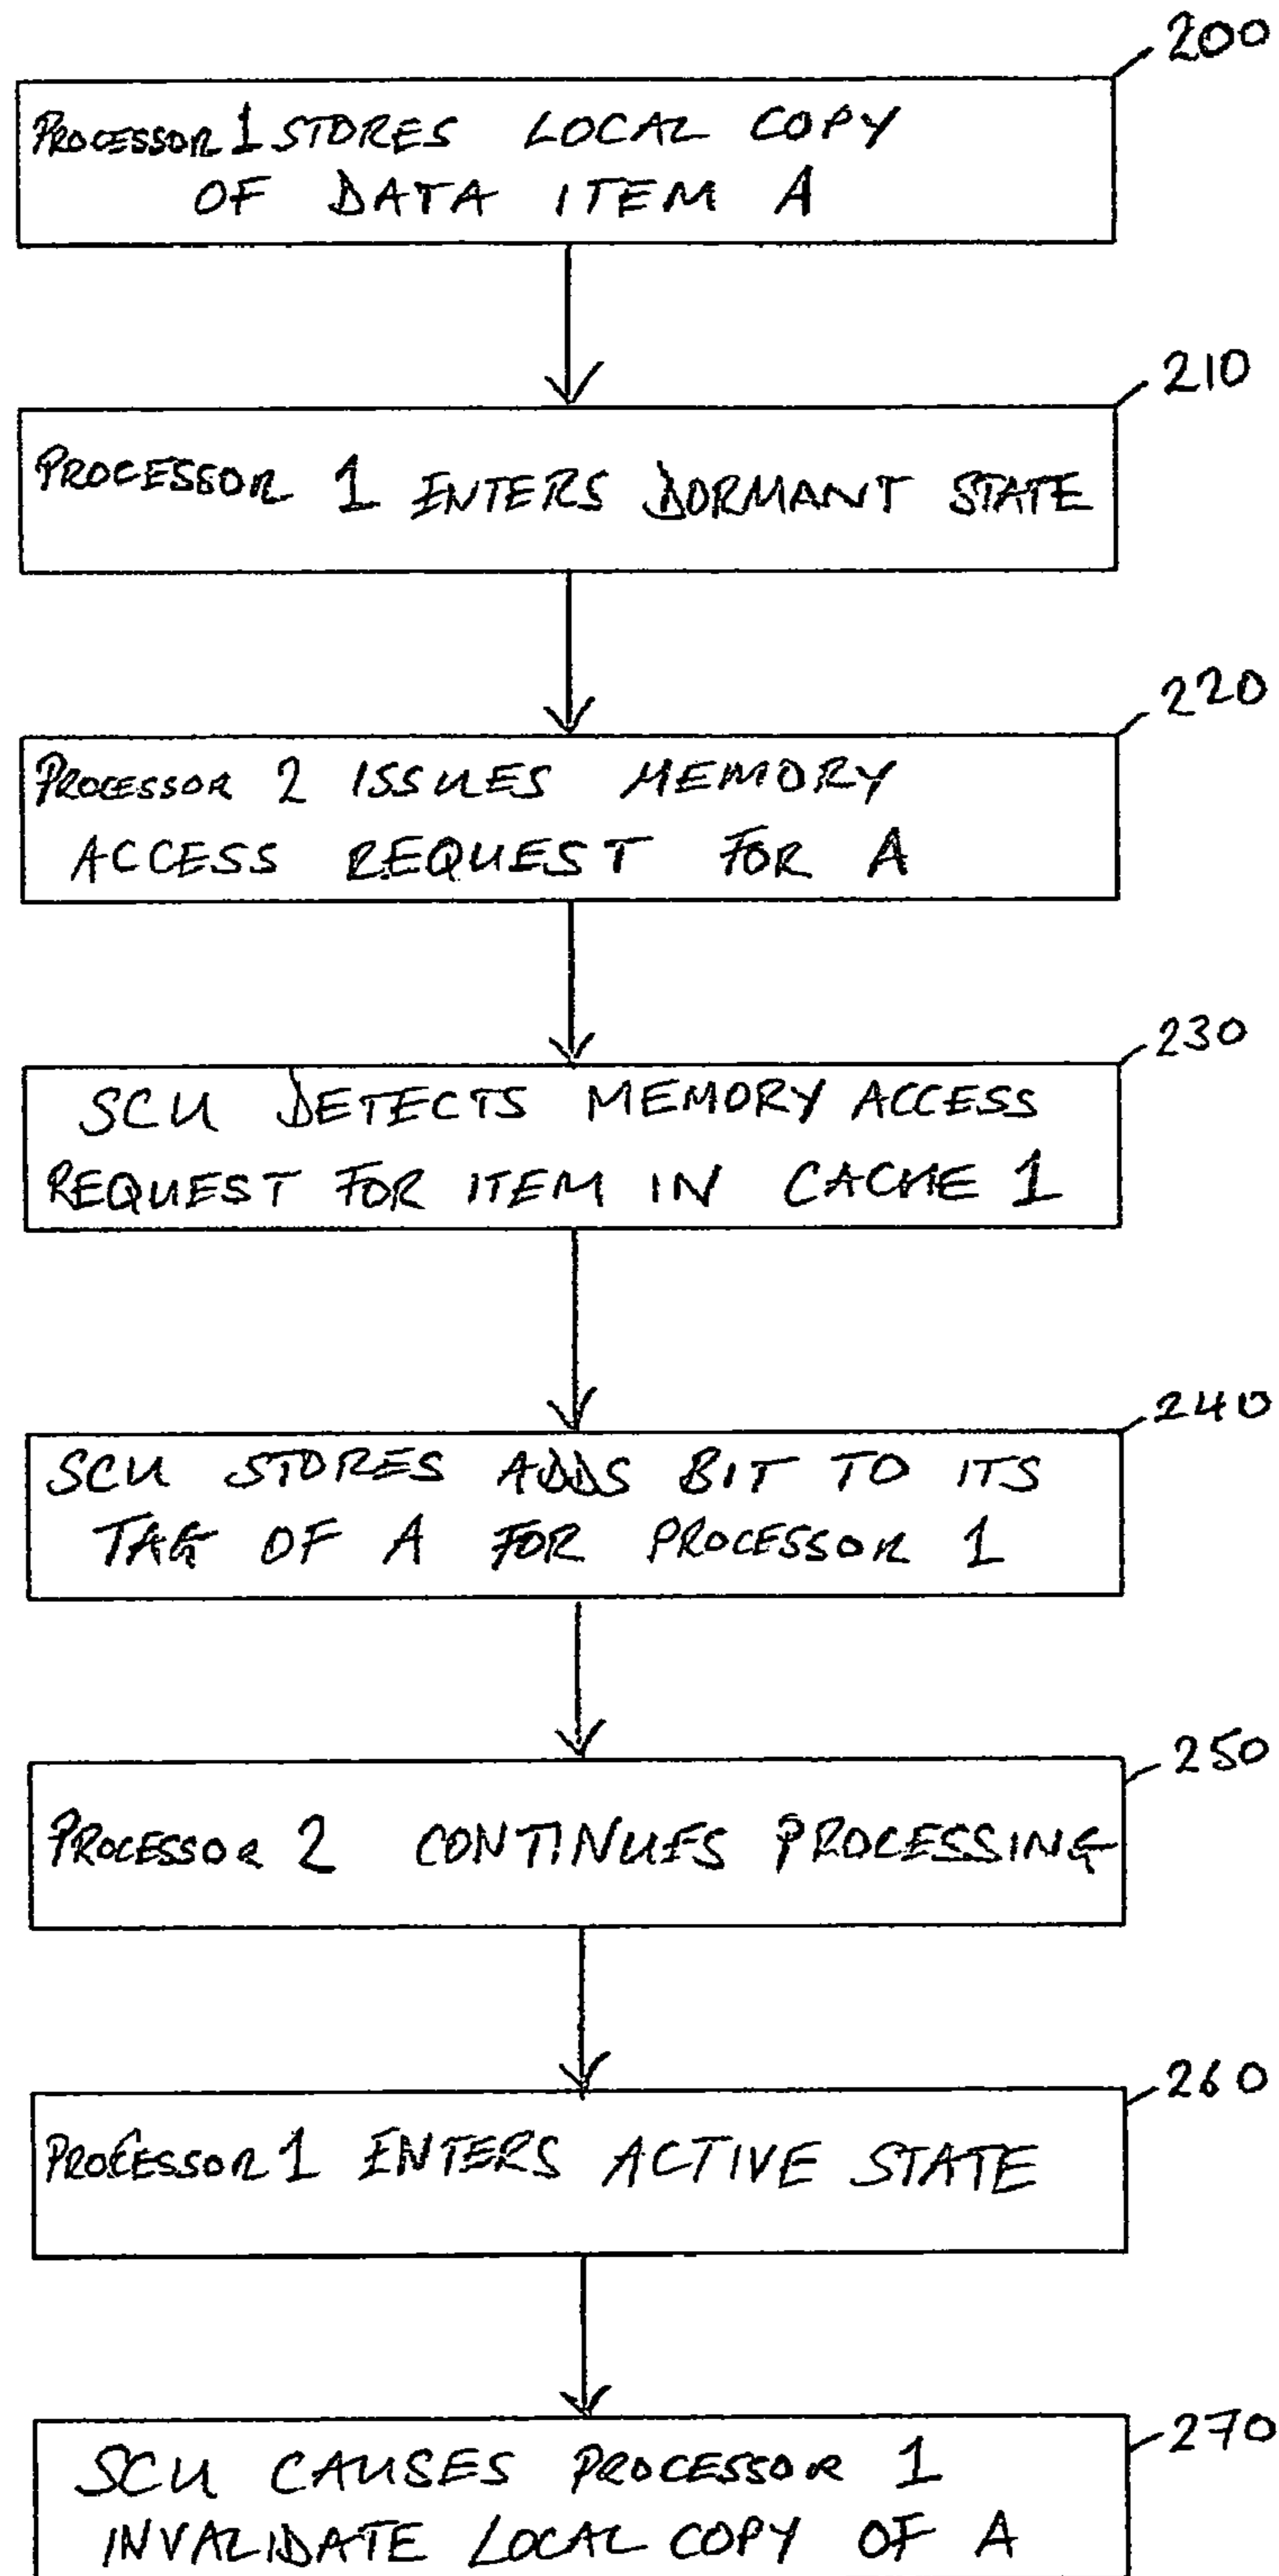 200
PROCESSOR 1 STORES LOCAL COPY
OF DATA ITEM A
210
PROCESSOR 1 ENTERS DORMANT STATE
220
PROCESSOR 2 ISSUES MEMORY
ACCESS REQUEST FOR A
230
SCU DETECTS MEMORY ACCESS
REQUEST FOR ITEM IN CACHE 1
240
SCU STORES ADDS BIT TO ITS
TAG OF A FOR PROCESSOR 1
250
PROCESSOR 2 CONTINUES PROCESSING
260
PROCESSOR 1 ENTERS ACTIVE STATE
270
SCU CAUSES PROCESSOR 1
INVALIDATE LOCAL COPY OF A